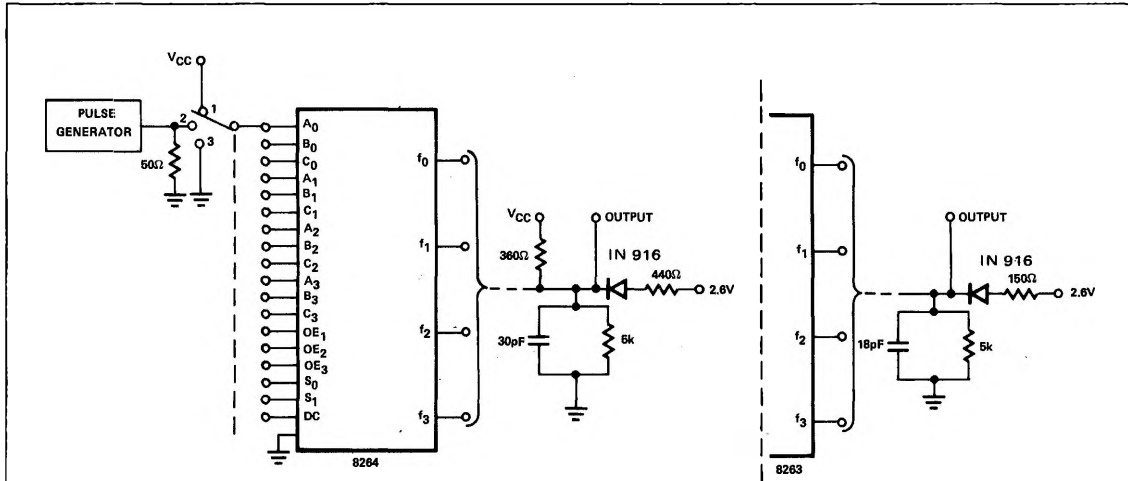 VCC
PULSE
GENERATOR
1
2
3
50Ω
A0
B0
C0
A1
B1
C1
A2
B2
C2
A3
B3
C3
OE1
OE2
OE3
S0
S1
DC
f0
f1
f2
f3
8264
VCC
OUTPUT
360Ω
IN 916
440Ω
2.6V
30pF
5k
f0
f1
f2
f3
8263
OUTPUT
IN 916
150Ω
2.6V
18pF
5k